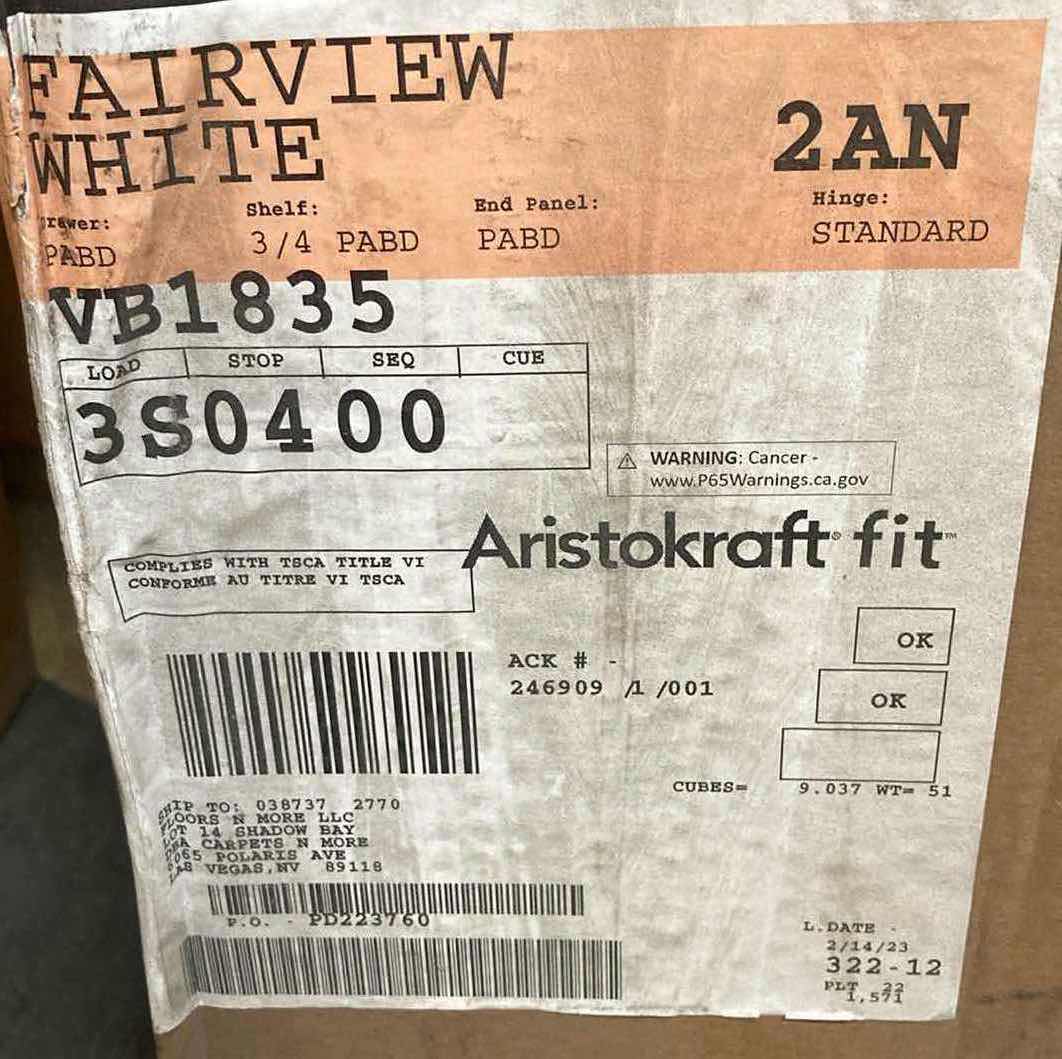 FAIRVIEW
WHITE
2AN
rawer: Shelf: End Panel: Hinge:
PABD 3/4 PABD PABD STANDARD
VB1835
LOAD STOP SEQ CUE
3S0400
⚠ WARNING: Cancer -
www.P65Warnings.ca.gov
Aristokraft® fit™
COMPLIES WITH TSCA TITLE VI
CONFORME AU TITRE VI TSCA
OK
ACK # -
246909 /1 /001
OK
CUBES= 9.037 WT= 51
SHIP TO: 038737 2770
FLOORS N MORE LLC
LOT 14 SHADOW BAY
DBA CARPETS N MORE
6065 POLARIS AVE
LAS VEGAS,NV 89118
P.O. - PD223760
L.DATE -
2/14/23
322-12
PLT 22
1,571